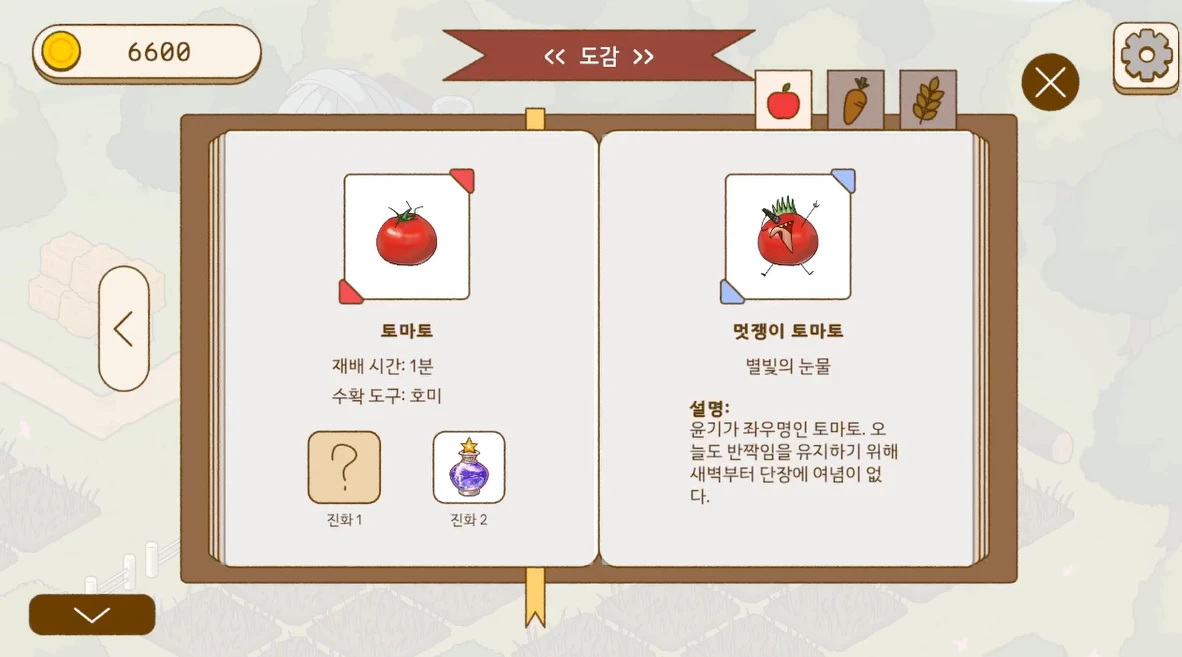 6600
<< 도감 >>
토마토
재배 시간: 1분
수확 도구: 호미
?
진화 1
진화 2
멋쟁이 토마토
별빛의 눈물
설명:
윤기가 좌우명인 토마토. 오
늘도 반짝임을 유지하기 위해
새벽부터 단장에 여념이 없
다.